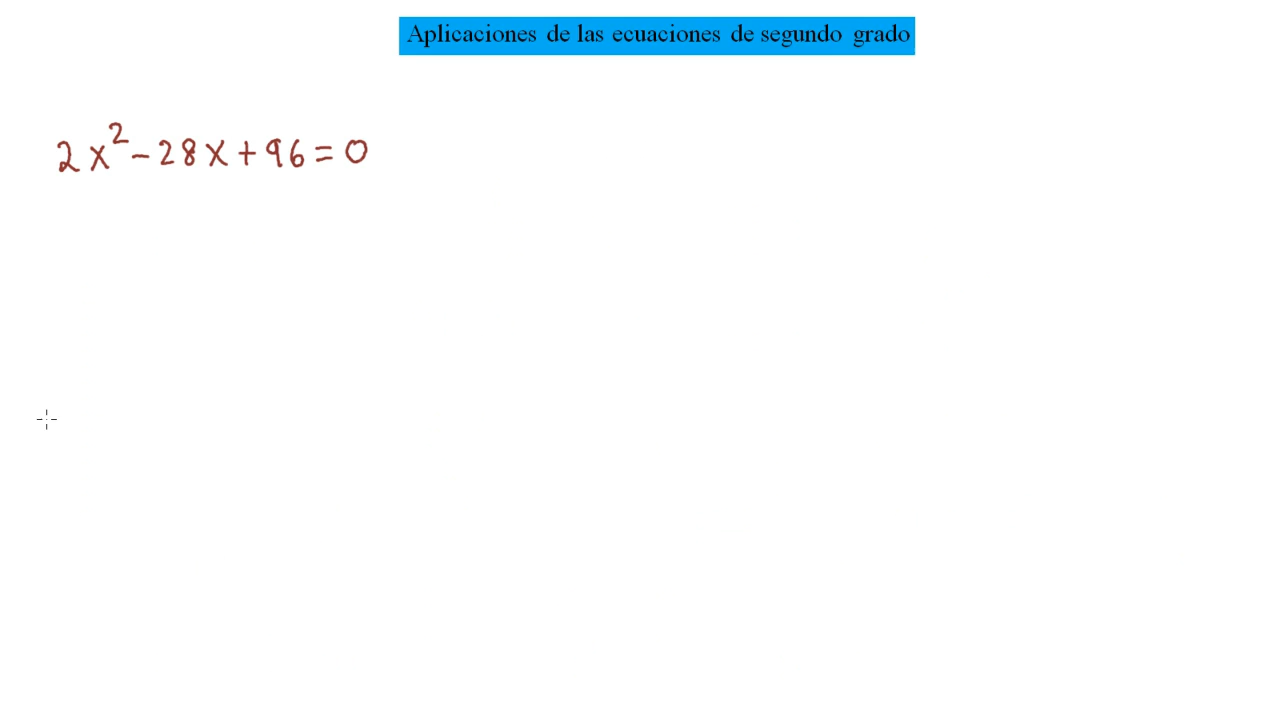 Aplicaciones de las ecuaciones de segundo grado
2x² - 28x + 96 = 0